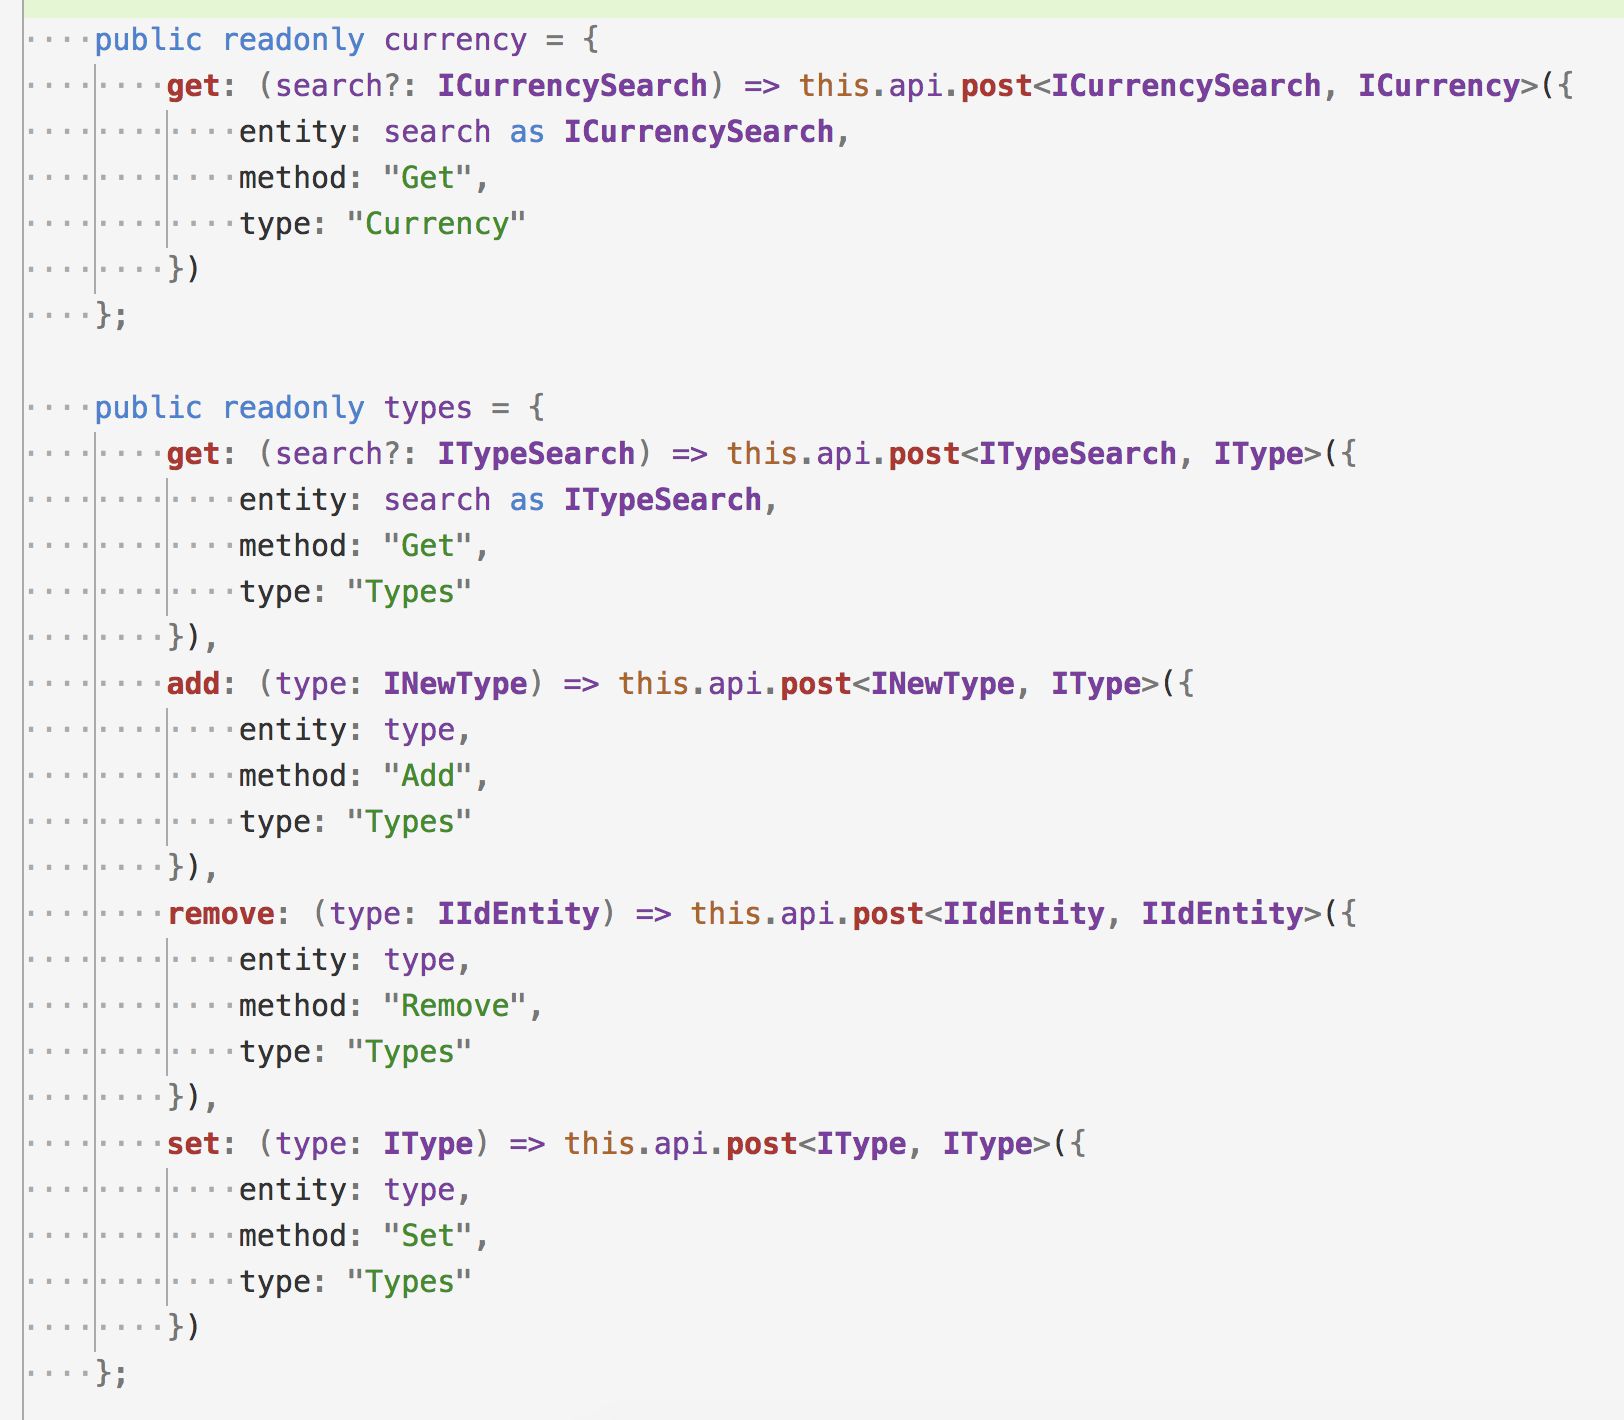 public readonly currency = {
        get: (search?: ICurrencySearch) => this.api.post<ICurrencySearch, ICurrency>({
            entity: search as ICurrencySearch,
            method: "Get",
            type: "Currency"
        })
    };

    public readonly types = {
        get: (search?: ITypeSearch) => this.api.post<ITypeSearch, IType>({
            entity: search as ITypeSearch,
            method: "Get",
            type: "Types"
        }),
        add: (type: INewType) => this.api.post<INewType, IType>({
            entity: type,
            method: "Add",
            type: "Types"
        }),
        remove: (type: IIdEntity) => this.api.post<IIdEntity, IIdEntity>({
            entity: type,
            method: "Remove",
            type: "Types"
        }),
        set: (type: IType) => this.api.post<IType, IType>({
            entity: type,
            method: "Set",
            type: "Types"
        })
    };